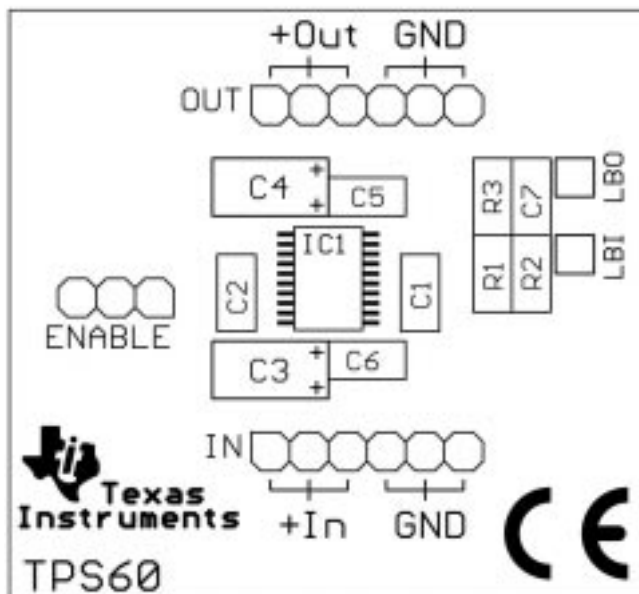 +Out GND
OUT
C4 C5
R3 C7 LBO
IC1
C2 C1
R1 R2 LBI
ENABLE
C3 C6
IN
+In GND
Texas
Instruments
CE
TPS60